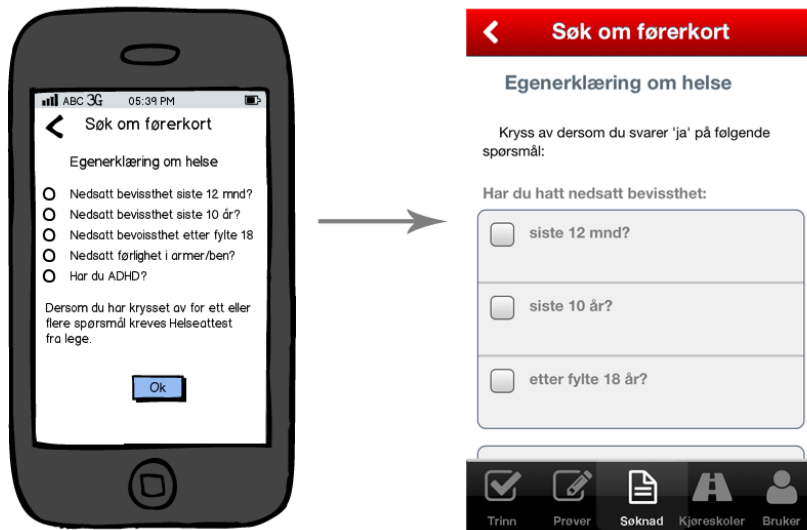 ABC 3G 05:39 PM
Søk om førerkort
Egenerklæring om helse
Nedsatt bevissthet siste 12 mnd?
Nedsatt bevissthet siste 10 år?
Nedsatt bevoissthet etter fylte 18
Nedsatt førlighet i armer/ben?
Har du ADHD?
Dersom du har krysset av for ett eller
flere spørsmål kreves Helseattest
fra lege.
Ok
Søk om førerkort
Egenerklæring om helse
Kryss av dersom du svarer 'ja' på følgende
spørsmål:
Har du hatt nedsatt bevissthet:
siste 12 mnd?
siste 10 år?
etter fylte 18 år?
Trinn Prøver Søknad Kjøreskoler Bruker